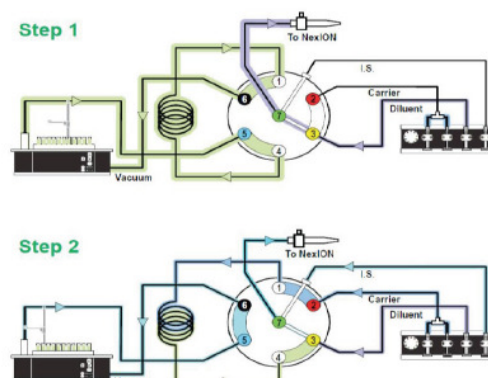 Step 1
To NexION
I.S.
1
6
2
Carrier
7
Diluent
5
3
4
Vacuum
Step 2
To NexION
I.S.
1
6
2
Carrier
7
Diluent
5
3
4